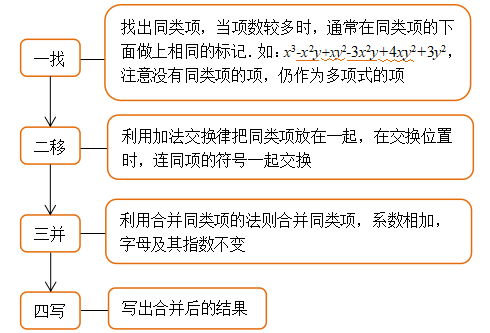 一找
找出同类项，当项数较多时，通常在同类项的下
面做上相同的标记．如：x³-x²y+xy²-3x²y+4xy²+3y²，
注意没有同类项的项，仍作为多项式的项
二移
利用加法交换律把同类项放在一起，在交换位置
时，连同项的符号一起交换
三并
利用合并同类项的法则合并同类项，系数相加，
字母及其指数不变
四写
写出合并后的结果